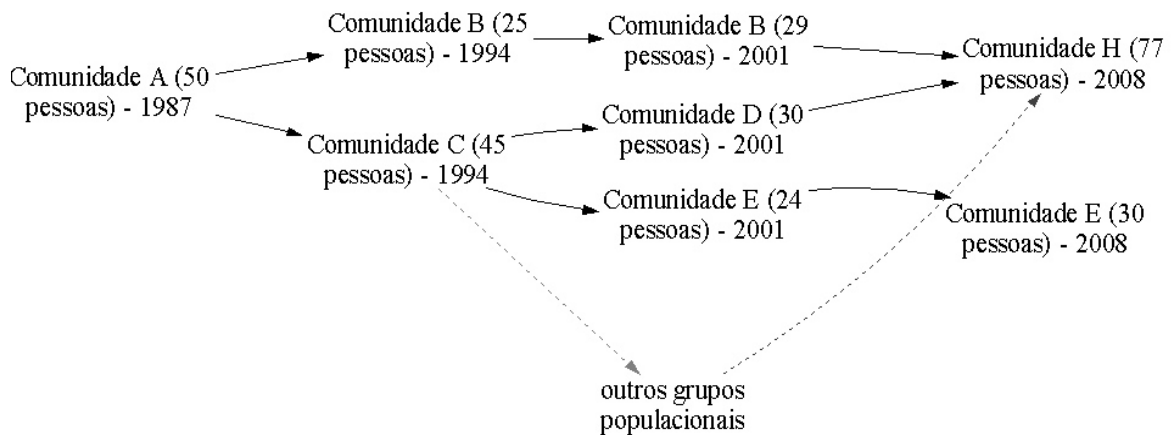 Comunidade A (50
pessoas) - 1987
Comunidade B (25
pessoas) - 1994
Comunidade C (45
pessoas) - 1994
Comunidade B (29
pessoas) - 2001
Comunidade D (30
pessoas) - 2001
Comunidade E (24
pessoas) - 2001
Comunidade H (77
pessoas) - 2008
Comunidade E (30
pessoas) - 2008
outros grupos
populacionais